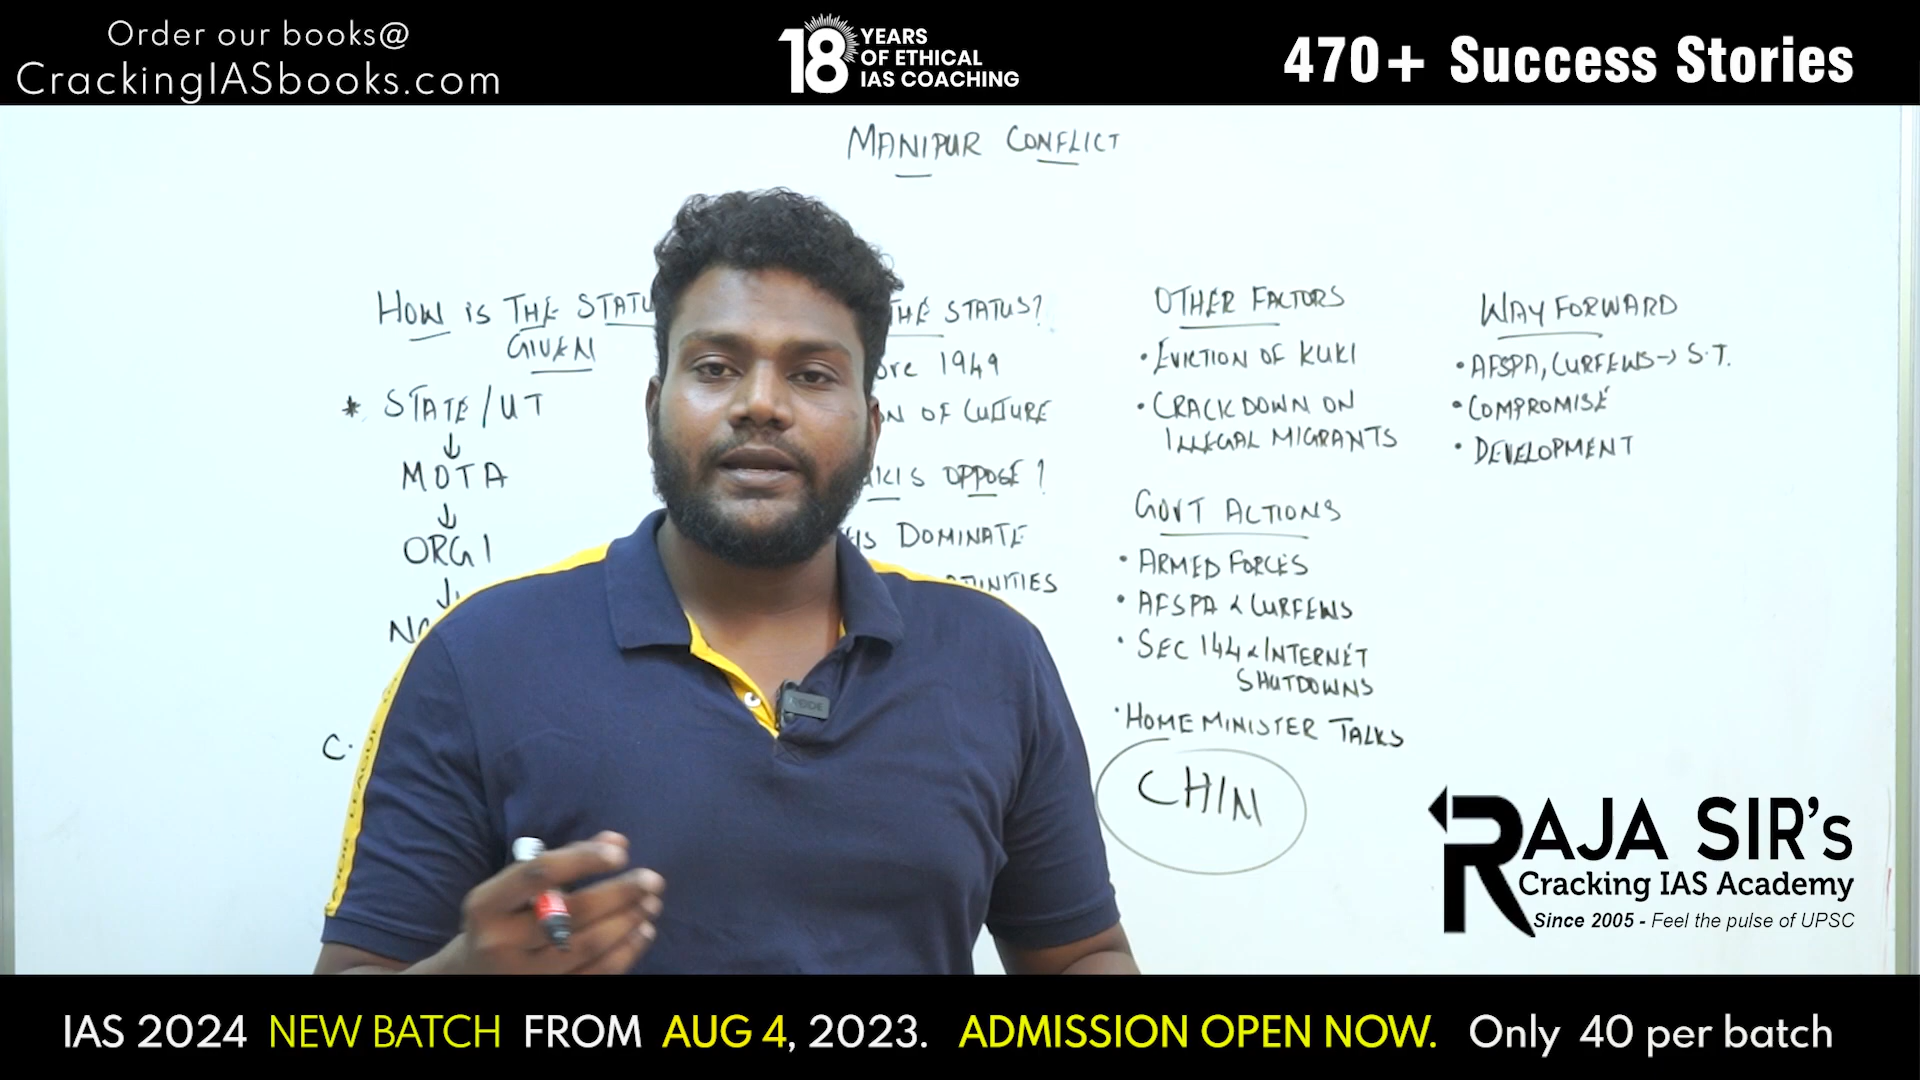 Order our books@
CrackingIASbooks.com
18 YEARS
OF ETHICAL
IAS COACHING
470+ Success Stories
MANIPUR CONFLICT
HOW IS THE STATU
GIVEN
* STATE/UT
↓
MOTA
↓
ORGI
↓
C.
THE STATUS?
ore 1949
ON OF CULTURE
OPPOSE?
DOMINATE
OTHER FACTORS
• EVICTION OF KUKI
• CRACKDOWN ON
ILLEGAL MIGRANTS
GOVT ACTIONS
• ARMED FORCES
• AFSPA & CURFEWS
• SEC 144 & INTERNET
SHUTDOWNS
• HOME MINISTER TALKS
CHIN
WAY FORWARD
• AFSPA, CURFEWS → S.T.
• COMPROMISE
• DEVELOPMENT
RAJA SIR's
Cracking IAS Academy
Since 2005 - Feel the pulse of UPSC
IAS 2024 NEW BATCH FROM AUG 4, 2023. ADMISSION OPEN NOW. Only 40 per batch